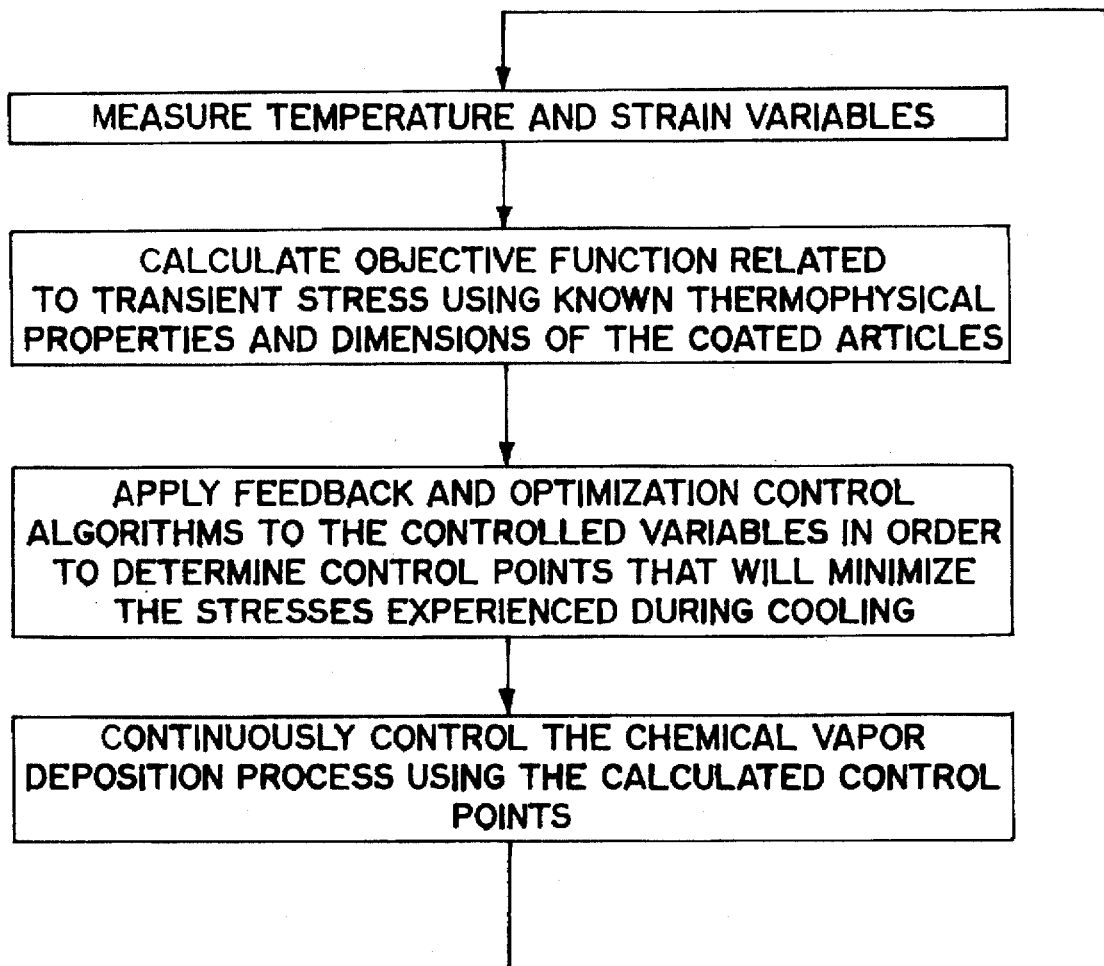 MEASURE TEMPERATURE AND STRAIN VARIABLES
CALCULATE OBJECTIVE FUNCTION RELATED
TO TRANSIENT STRESS USING KNOWN THERMOPHYSICAL
PROPERTIES AND DIMENSIONS OF THE COATED ARTICLES
APPLY FEEDBACK AND OPTIMIZATION CONTROL
ALGORITHMS TO THE CONTROLLED VARIABLES IN ORDER
TO DETERMINE CONTROL POINTS THAT WILL MINIMIZE
THE STRESSES EXPERIENCED DURING COOLING
CONTINUOUSLY CONTROL THE CHEMICAL VAPOR
DEPOSITION PROCESS USING THE CALCULATED CONTROL
POINTS